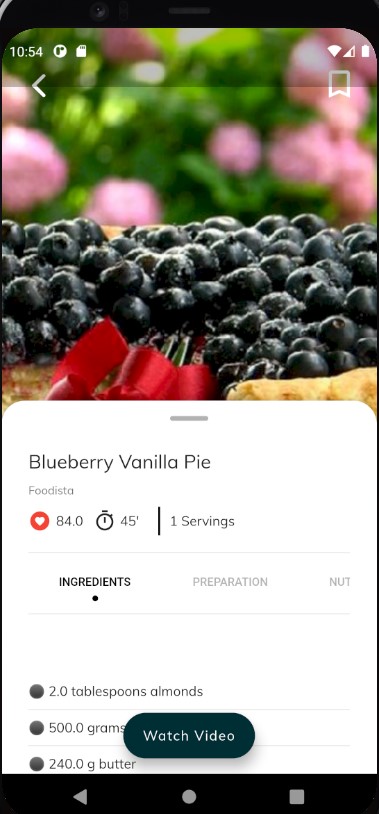 10:54
Blueberry Vanilla Pie
Foodista
84.0 45' 1 Servings
INGREDIENTS PREPARATION NUT
2.0 tablespoons almonds
500.0 grams
Watch Video
240.0 g butter